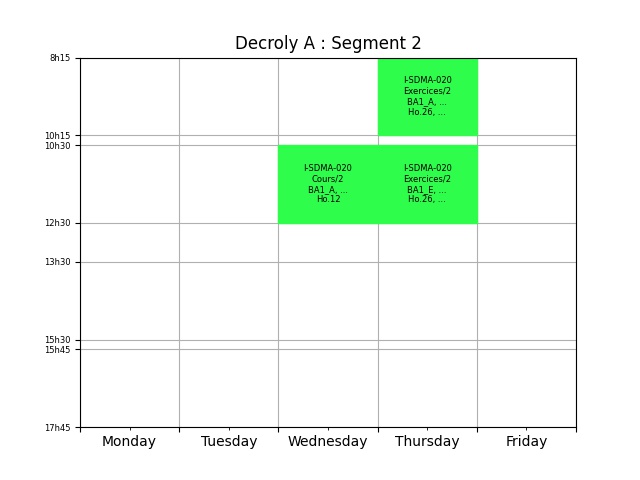 Decroly A : Segment 2
8h15
I-SDMA-020
Exercices/2
BA1_A, ...
Ho.26, ...
10h15
10h30
I-SDMA-020
Cours/2
BA1_A, ...
Ho.12
I-SDMA-020
Exercices/2
BA1_E, ...
Ho.26, ...
12h30
13h30
15h30
15h45
17h45
Monday Tuesday Wednesday Thursday Friday